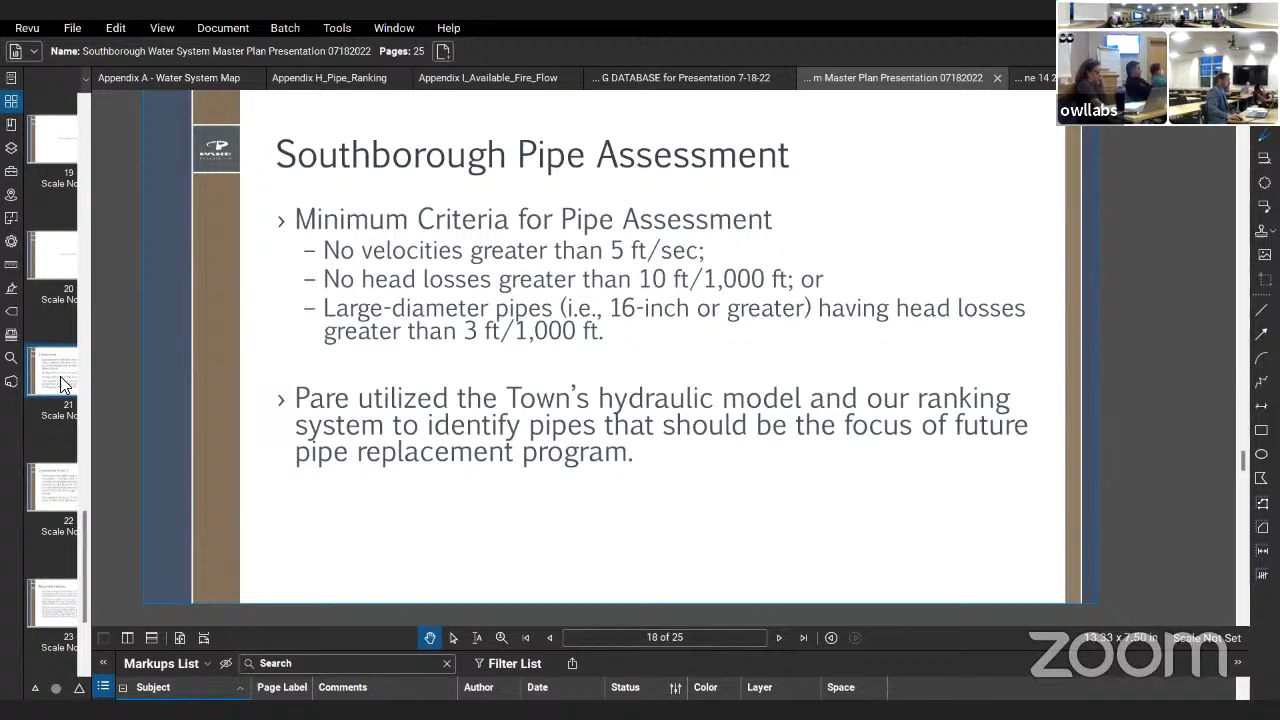 Revu File Edit View Document Batch Tools Window Help
Name: Southborough Water System Master Plan Presentation 07182022 Pages: 25
Appendix A - Water System Map Appendix H_Pipe_Ranking Appendix I_Available_Fire_Flow ... G DATABASE for Presentation 7-18-22 ... m Master Plan Presentation 07182022 ... ne 14 2
owllabs
PARE
Southborough Pipe Assessment
› Minimum Criteria for Pipe Assessment
– No velocities greater than 5 ft/sec;
– No head losses greater than 10 ft/1,000 ft; or
– Large-diameter pipes (i.e., 16-inch or greater) having head losses
greater than 3 ft/1,000 ft.
› Pare utilized the Town's hydraulic model and our ranking
system to identify pipes that should be the focus of future
pipe replacement program.
19
Scale No
20
Scale No
21
Scale No
22
Scale No
23
Scale No
18 of 25
13.33 x 7.50 in Scale Not Set
zoom
Markups List Search Filter List
Subject Page Label Comments Author Date Status Color Layer Space